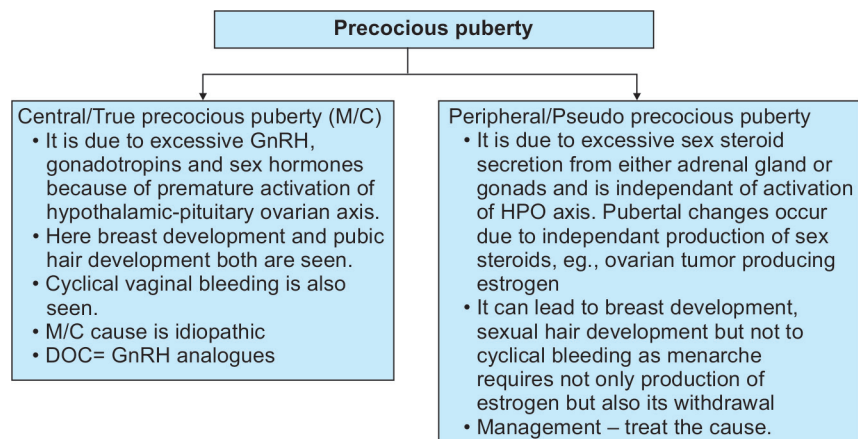 Precocious puberty
Central/True precocious puberty (M/C)
• It is due to excessive GnRH,
gonadotropins and sex hormones
because of premature activation of
hypothalamic-pituitary ovarian axis.
• Here breast development and pubic
hair development both are seen.
• Cyclical vaginal bleeding is also
seen.
• M/C cause is idiopathic
• DOC= GnRH analogues
Peripheral/Pseudo precocious puberty
• It is due to excessive sex steroid
secretion from either adrenal gland or
gonads and is independant of activation
of HPO axis. Pubertal changes occur
due to independant production of sex
steroids, eg., ovarian tumor producing
estrogen
• It can lead to breast development,
sexual hair development but not to
cyclical bleeding as menarche
requires not only production of
estrogen but also its withdrawal
• Management – treat the cause.